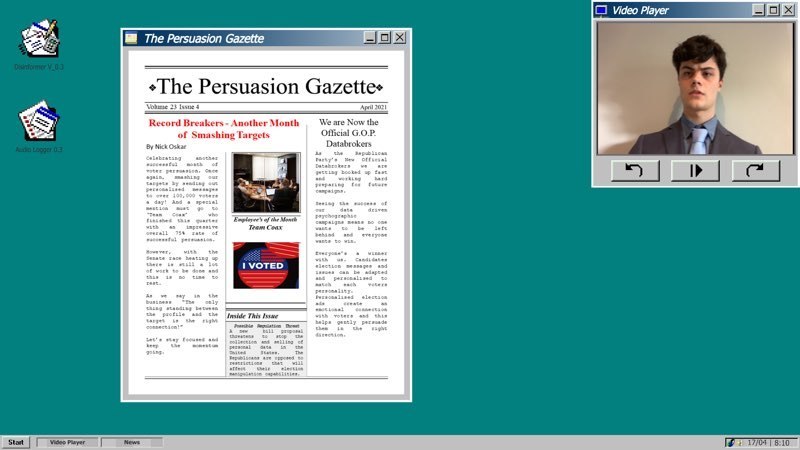 The Persuasion Gazette
Video Player
Disinformer V_0.3
Audio Logger 0.2
❖The Persuasion Gazette❖
Volume 23 Issue 4
April 2021
Record Breakers - Another Month
of Smashing Targets
By Nick Oskar
Celebrating another
successful month of
voter persuasion. Once
again, smashing our
targets by sending out
personalised messages
to over 100,000 voters
a day! And a special
mention must go to
"Team Coax" who
finished this quarter
with an impressive
overall 75% rate of
successful persuasion.
However, with the
Senate race heating up
there is still a lot
of work to be done and
this is no time to
rest.
As we say in the
business "The only
thing standing between
the profile and the
target is the right
connection!"
Let's stay focused and
keep the momentum
going.
Employee's of the Month
Team Coax
I VOTED
Inside This Issue
Possible Regulation Threat
A new bill proposal
threatens to stop the
collection and selling of
personal data in the
United States. The
Republicans are opposed to
restrictions that will
affect their election
manipulation capabilities.
We are Now the
Official G.O.P.
Databrokers
As the Republican
Party's New Official
Databrokers we are
getting booked up fast
and working hard
preparing for future
campaigns.
Seeing the success of
our data driven
psychographic
campaigns means no one
wants to be left
behind and everyone
wants to win.
Everyone's a winner
with us. Candidates
election messages and
issues can be adapted
and personalised to
match each voters
personality.
Personalised election
ads create an
emotional connection
with voters and this
helps gently persuade
them in the right
direction.
Start
Video Player
News
17/04
8:10